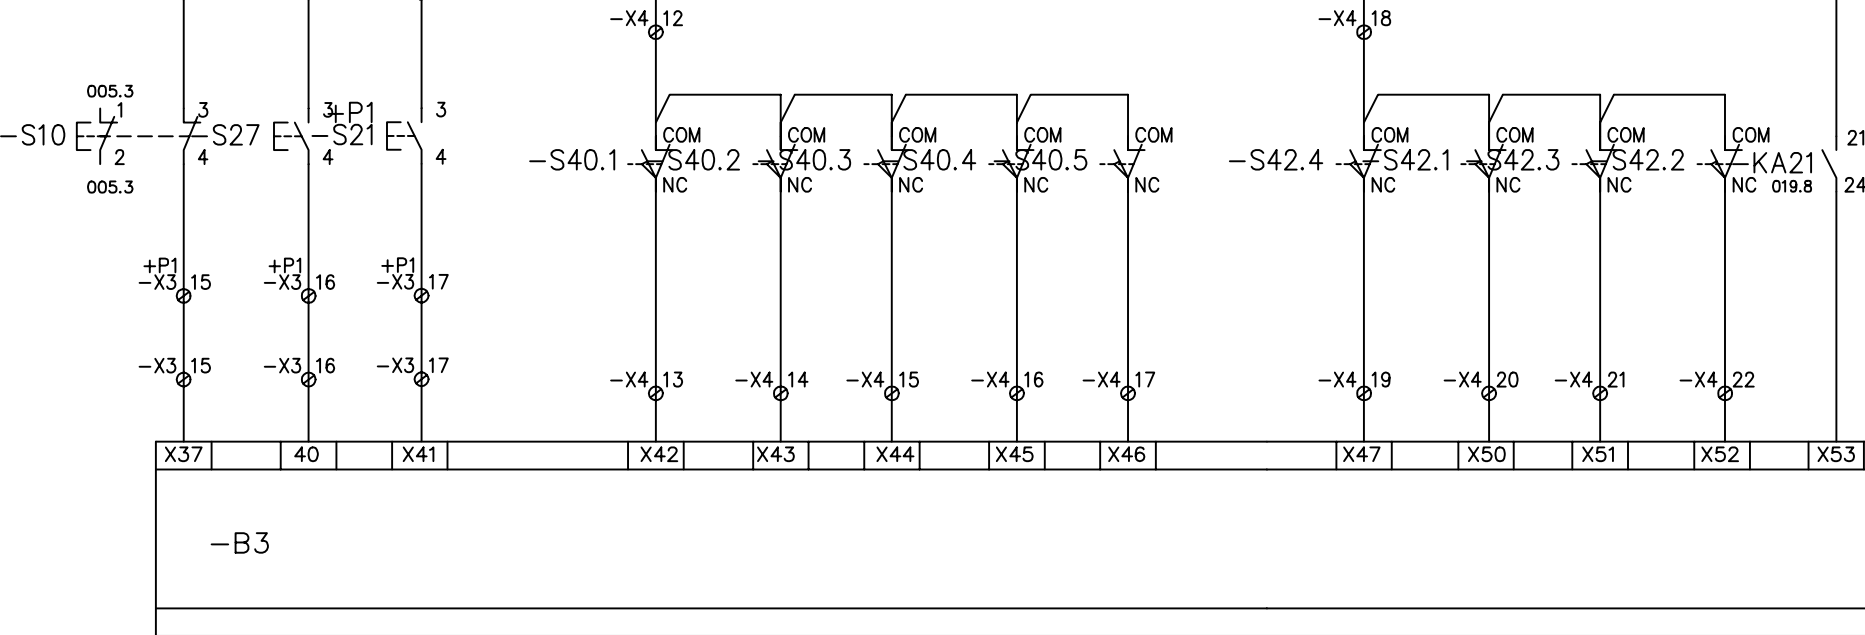 -X4 12
-X4 18
005.3
1
3
3
+P1
3
-S10
S27
-S21
COM
COM
COM
COM
COM
COM
COM
COM
COM
21
2
4
4
4
-S40.1
-S40.2
-S40.3
-S40.4
-S40.5
-S42.4
-S42.1
-S42.3
-S42.2
-KA21
005.3
NC
NC
NC
NC
NC
NC
NC
NC
NC
019.8
24
+P1
+P1
+P1
-X3 15
-X3 16
-X3 17
-X3 15
-X3 16
-X3 17
-X4 13
-X4 14
-X4 15
-X4 16
-X4 17
-X4 19
-X4 20
-X4 21
-X4 22
X37
40
X41
X42
X43
X44
X45
X46
X47
X50
X51
X52
X53
-B3